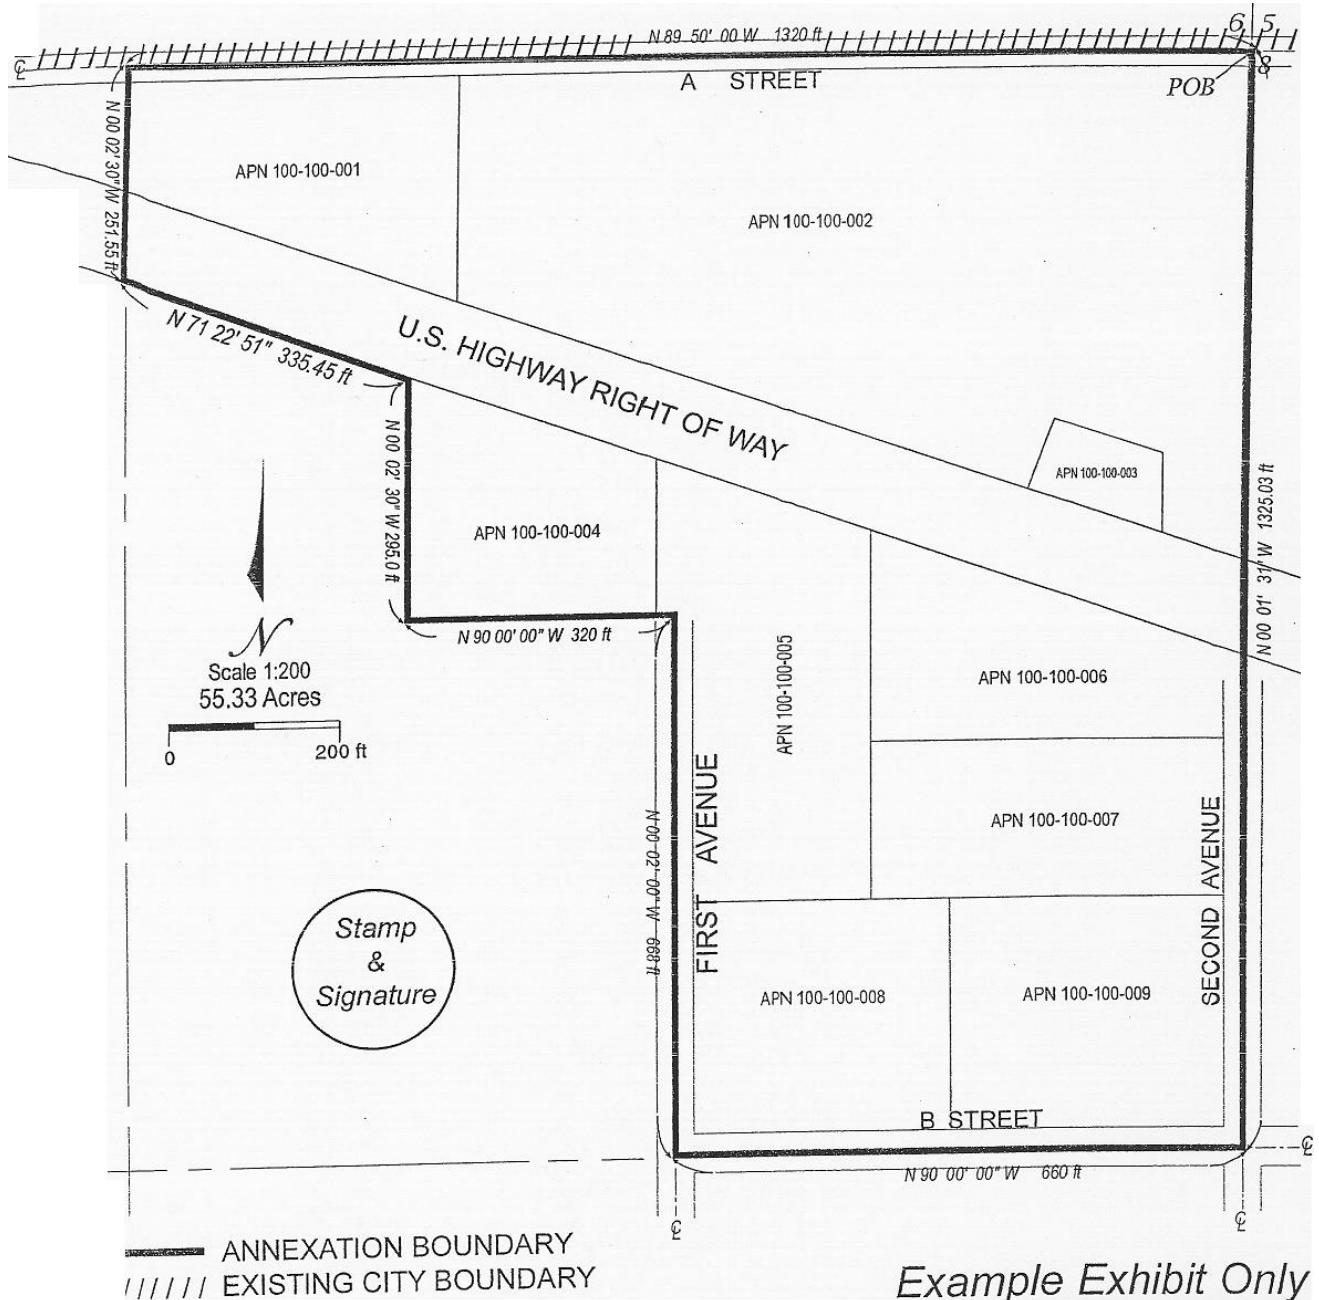 N 89 50' 00 W 1320 ft
6 5
8
℄
A STREET
POB
N 00 02' 30" W 251.55 ft
APN 100-100-001
APN 100-100-002
N 71 22' 51" 335.45 ft
U.S. HIGHWAY RIGHT OF WAY
APN 100-100-003
N 00 02' 30" W 295.0 ft
APN 100-100-004
N 00 01' 31" W 1325.03 ft
N 90 00' 00" W 320 ft
N
Scale 1:200
55.33 Acres
0 200 ft
APN 100-100-005
APN 100-100-006
FIRST AVENUE
N 00 02' 00" W 668 ft
APN 100-100-007
SECOND AVENUE
Stamp
&
Signature
APN 100-100-008
APN 100-100-009
B STREET
℄
N 90 00' 00" W 660 ft
℄
℄
ANNEXATION BOUNDARY
EXISTING CITY BOUNDARY
Example Exhibit Only